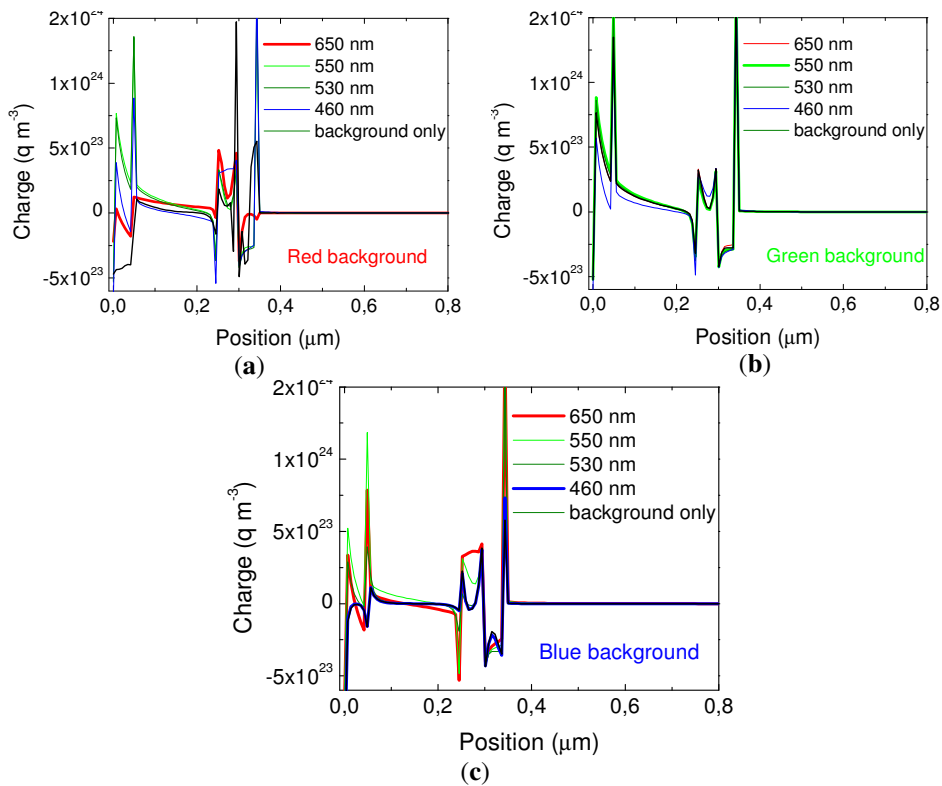 2x10^24
1x10^24
5x10^23
0
-5x10^23
Charge (q m^-3)
650 nm
550 nm
530 nm
460 nm
background only
Red background
0,0 0,2 0,4 0,6 0,8
Position (μm)
(a)
2x10^24
1x10^24
5x10^23
0
-5x10^23
Charge (q m^-3)
650 nm
550 nm
530 nm
460 nm
background only
Green background
0,0 0,2 0,4 0,6 0,8
Position (μm)
(b)
2x10^24
1x10^24
5x10^23
0
-5x10^23
Charge (q m^-3)
650 nm
550 nm
530 nm
460 nm
background only
Blue background
0,0 0,2 0,4 0,6 0,8
Position (μm)
(c)